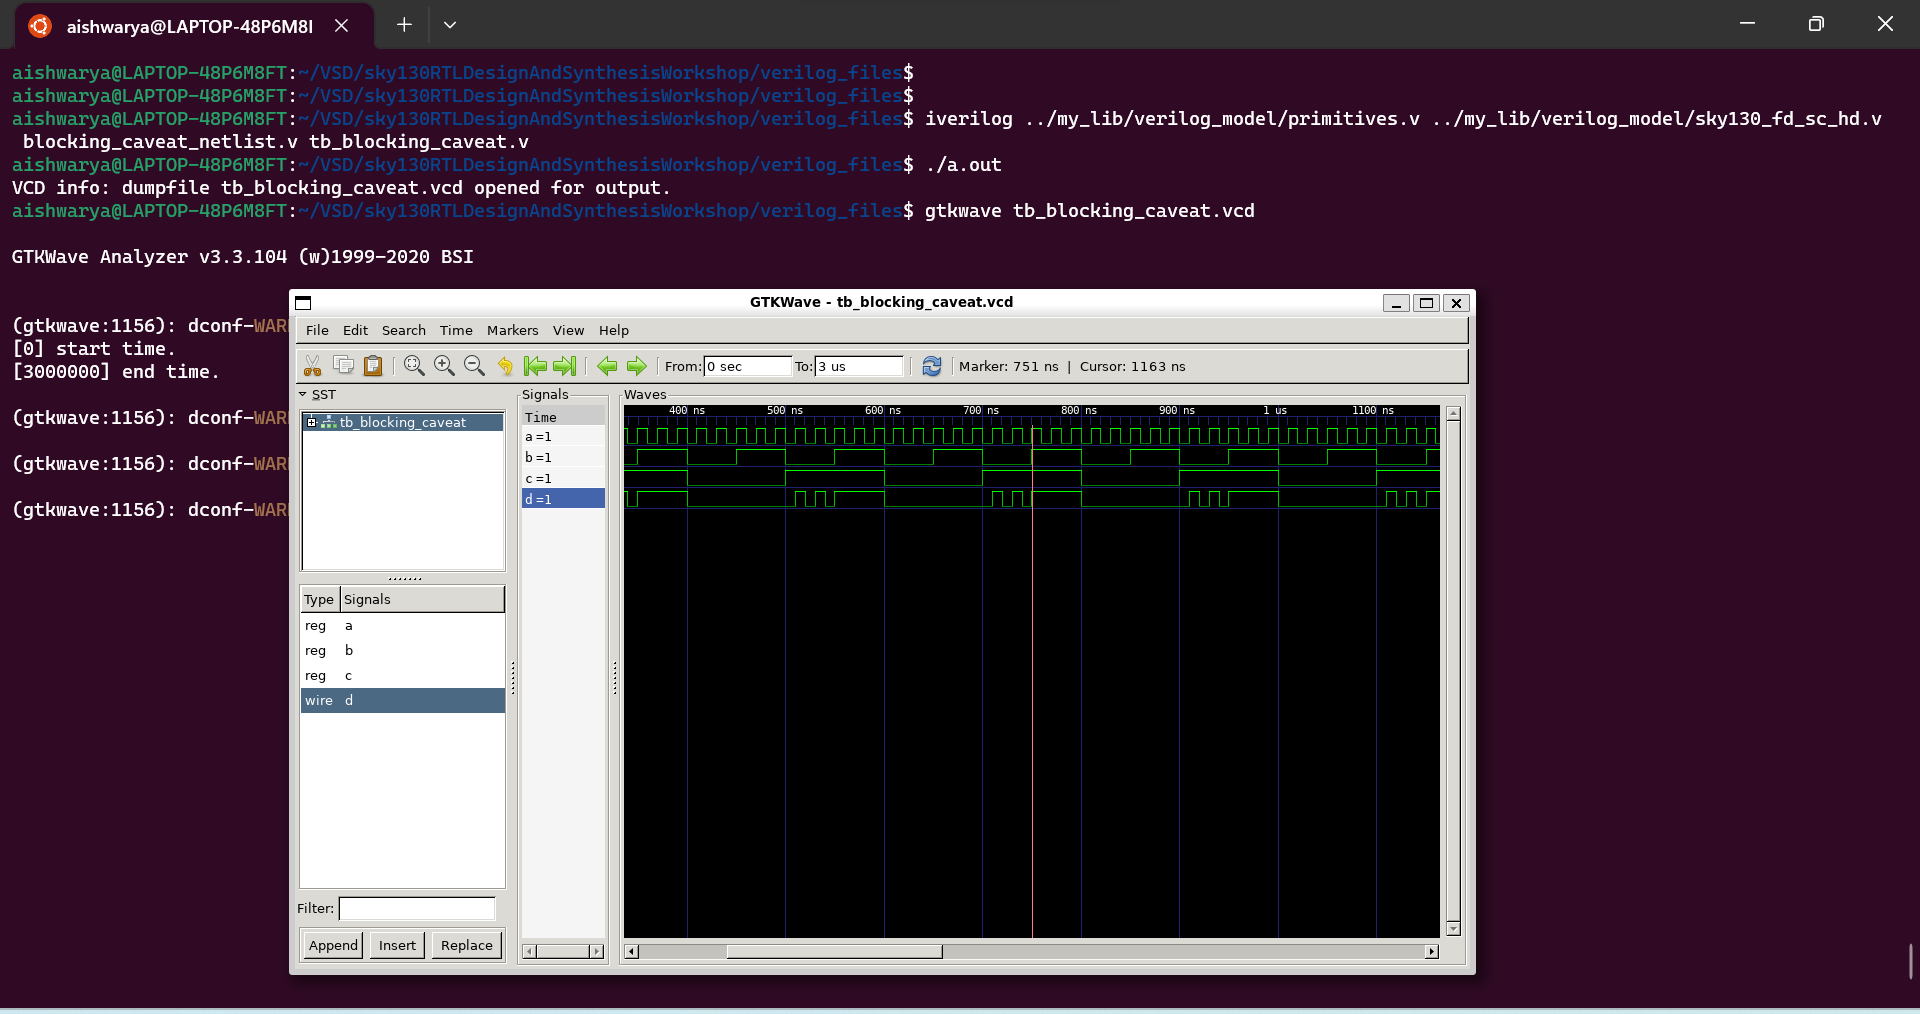 aishwarya@LAPTOP-48P6M8I
aishwarya@LAPTOP-48P6M8FT:~/VSD/sky130RTLDesignAndSynthesisWorkshop/verilog_files$
aishwarya@LAPTOP-48P6M8FT:~/VSD/sky130RTLDesignAndSynthesisWorkshop/verilog_files$
aishwarya@LAPTOP-48P6M8FT:~/VSD/sky130RTLDesignAndSynthesisWorkshop/verilog_files$ iverilog ../my_lib/verilog_model/primitives.v ../my_lib/verilog_model/sky130_fd_sc_hd.v
blocking_caveat_netlist.v tb_blocking_caveat.v
aishwarya@LAPTOP-48P6M8FT:~/VSD/sky130RTLDesignAndSynthesisWorkshop/verilog_files$ ./a.out
VCD info: dumpfile tb_blocking_caveat.vcd opened for output.
aishwarya@LAPTOP-48P6M8FT:~/VSD/sky130RTLDesignAndSynthesisWorkshop/verilog_files$ gtkwave tb_blocking_caveat.vcd
GTKWave Analyzer v3.3.104 (w)1999-2020 BSI
(gtkwave:1156): dconf-WAR
[0] start time.
[3000000] end time.
(gtkwave:1156): dconf-WAR
(gtkwave:1156): dconf-WAR
(gtkwave:1156): dconf-WAR
GTKWave - tb_blocking_caveat.vcd
File Edit Search Time Markers View Help
From: 0 sec To: 3 us Marker: 751 ns | Cursor: 1163 ns
SST
tb_blocking_caveat
Type Signals
reg a
reg b
reg c
wire d
Filter:
Append Insert Replace
Signals
Time
a =1
b =1
c =1
d =1
Waves
400 ns 500 ns 600 ns 700 ns 800 ns 900 ns 1 us 1100 ns